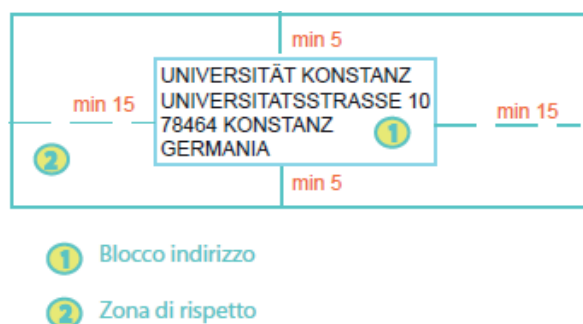 min 5
UNIVERSITÄT KONSTANZ
min 15
UNIVERSITATSSTRASSE 10
min 15
78464 KONSTANZ
1
GERMANIA
2
min 5
1 Blocco indirizzo
2 Zona di rispetto